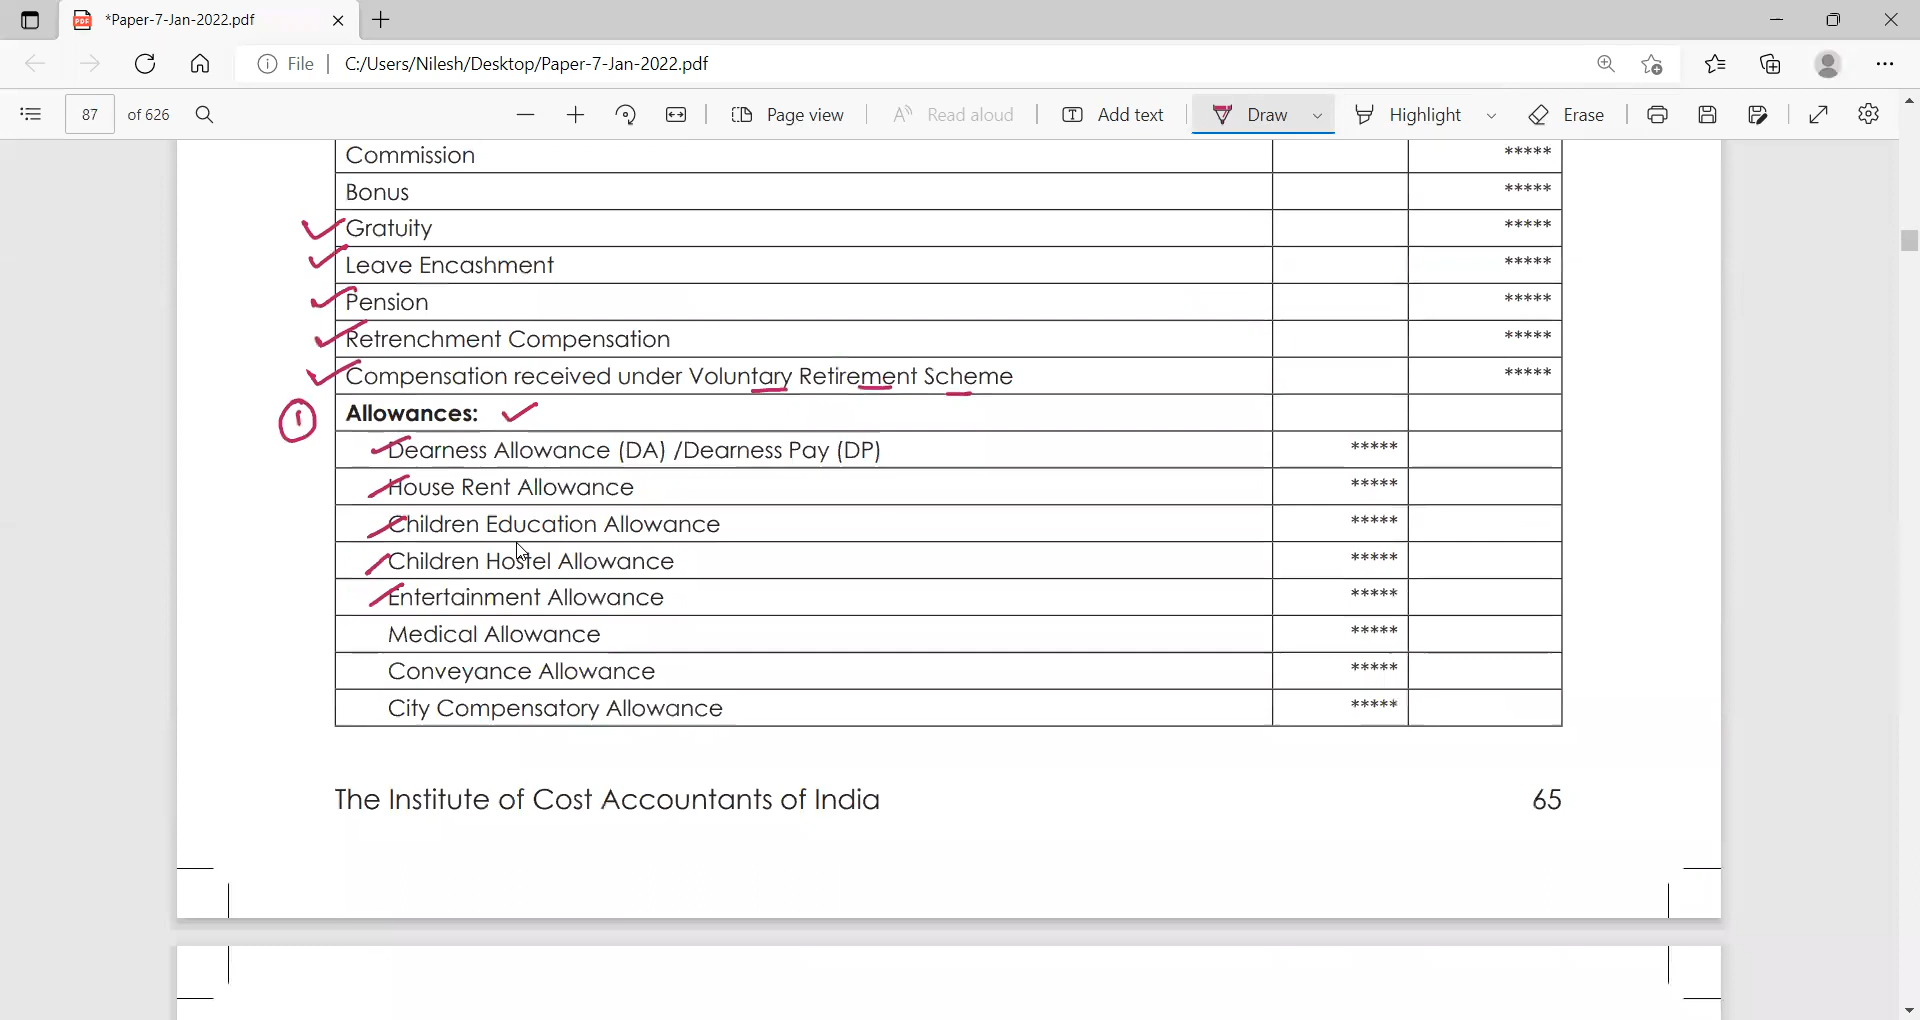 *Paper-7-Jan-2022.pdf
File | C:/Users/Nilesh/Desktop/Paper-7-Jan-2022.pdf
87 of 626 Page view Read aloud Add text Draw Highlight Erase
Commission *****
Bonus *****
Gratuity *****
Leave Encashment *****
Pension *****
Retrenchment Compensation *****
Compensation received under Voluntary Retirement Scheme *****
1 Allowances:
Dearness Allowance (DA) /Dearness Pay (DP) *****
House Rent Allowance *****
Children Education Allowance *****
Children Hostel Allowance *****
Entertainment Allowance *****
Medical Allowance *****
Conveyance Allowance *****
City Compensatory Allowance *****
The Institute of Cost Accountants of India 65